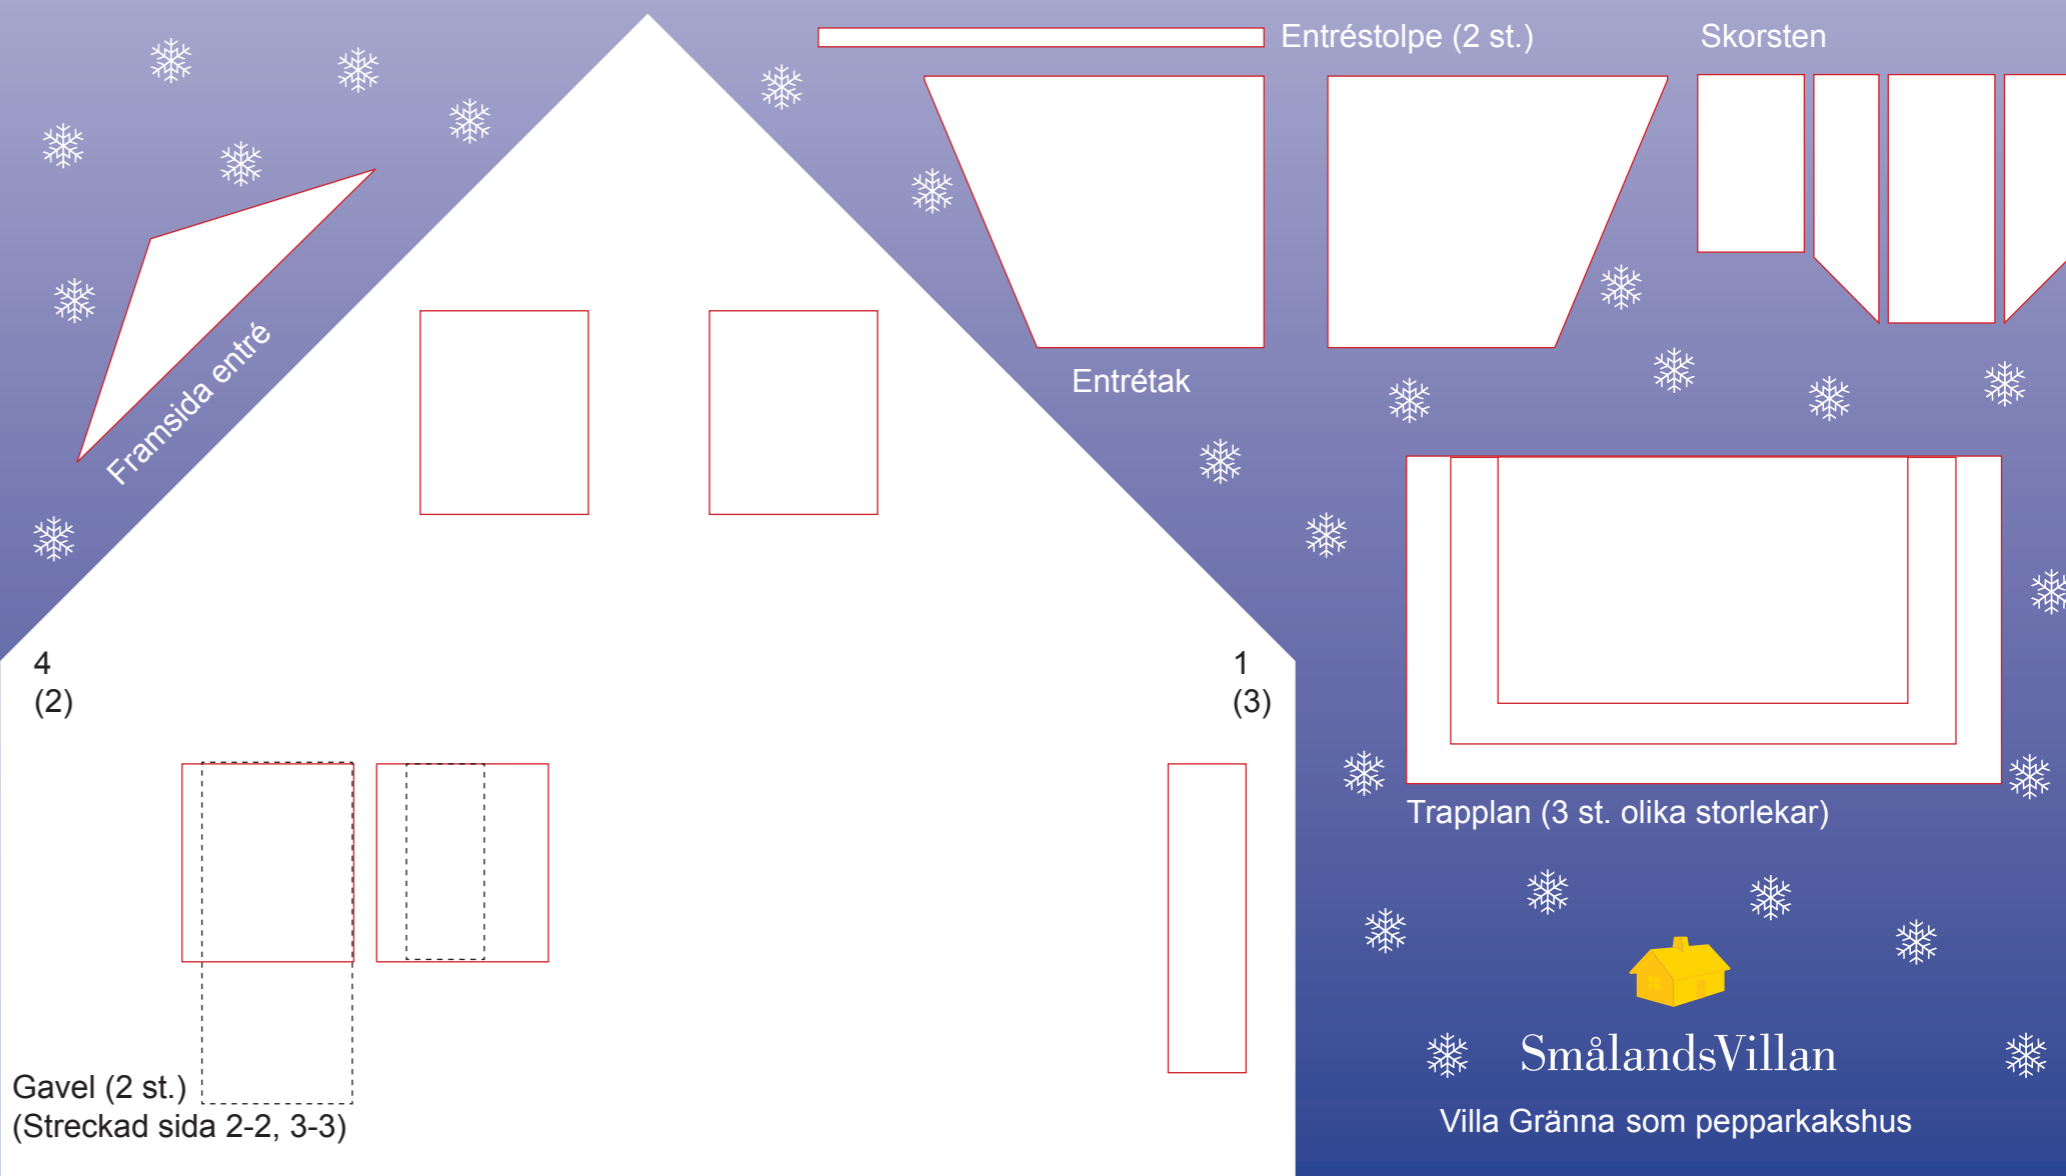 Entréstolpe (2 st.)
Skorsten
Framsida entré
Entrétak
4
(2)
1
(3)
Trapplan (3 st. olika storlekar)
Gavel (2 st.)
(Streckad sida 2-2, 3-3)
SmålandsVillan
Villa Gränna som pepparkakshus